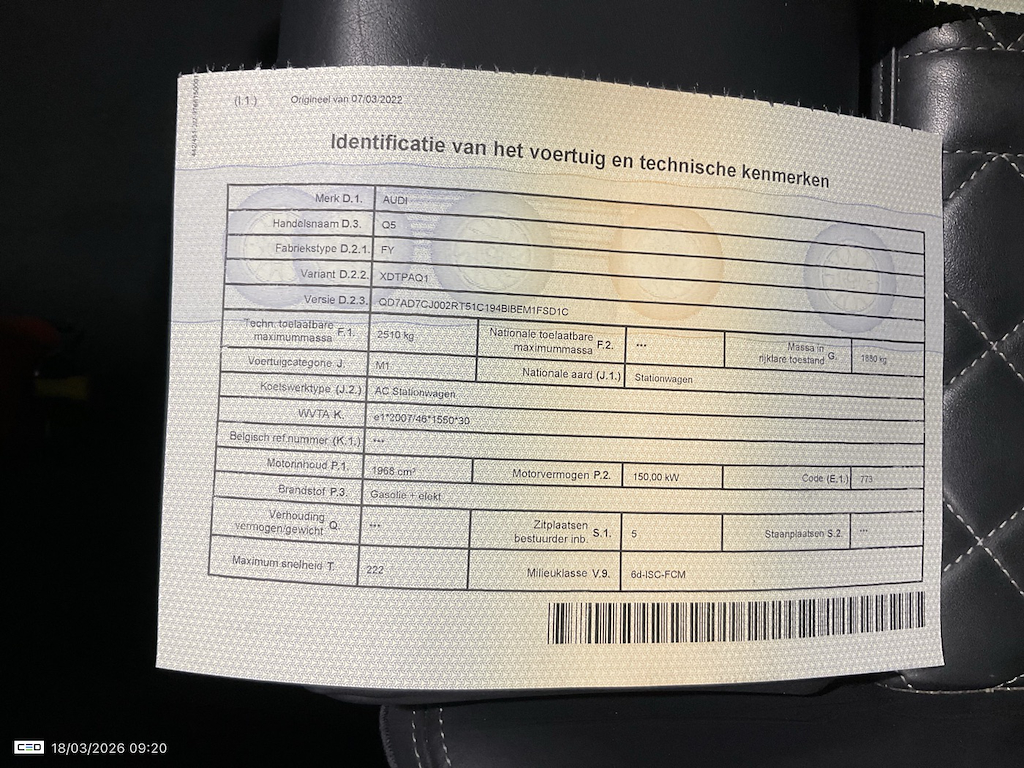 (I.1.) Origineel van 07/03/2022
Identificatie van het voertuig en technische kenmerken
Merk D.1. AUDI
Handelsnaam D.3. Q5
Fabriekstype D.2.1. FY
Variant D.2.2. XDTPAQ1
Versie D.2.3. QD7AD7CJ002RT51C194BIBEM1FSD1C
Techn. toelaatbare maximummassa F.1. 2510 kg Nationale toelaatbare maximummassa F.2. *** Massa in rijklare toestand G. 1880 kg
Voertuigcategorie J. M1 Nationale aard (J.1.) Stationwagen
Koetswerktype (J.2.) AC Stationwagen
WVTA K. e1*2007/46*1550*30
Belgisch ref.nummer (K.1.) ***
Motorinhoud P.1. 1968 cm³ Motorvermogen P.2. 150,00 kW Code (E.1.) 773
Brandstof P.3. Gasolie + elekt
Verhouding vermogen/gewicht Q. *** Zitplaatsen bestuurder inb. S.1. 5 Staanplaatsen S.2. ***
Maximum snelheid T. 222 Milieuklasse V.9. 6d-ISC-FCM
CED 18/03/2026 09:20